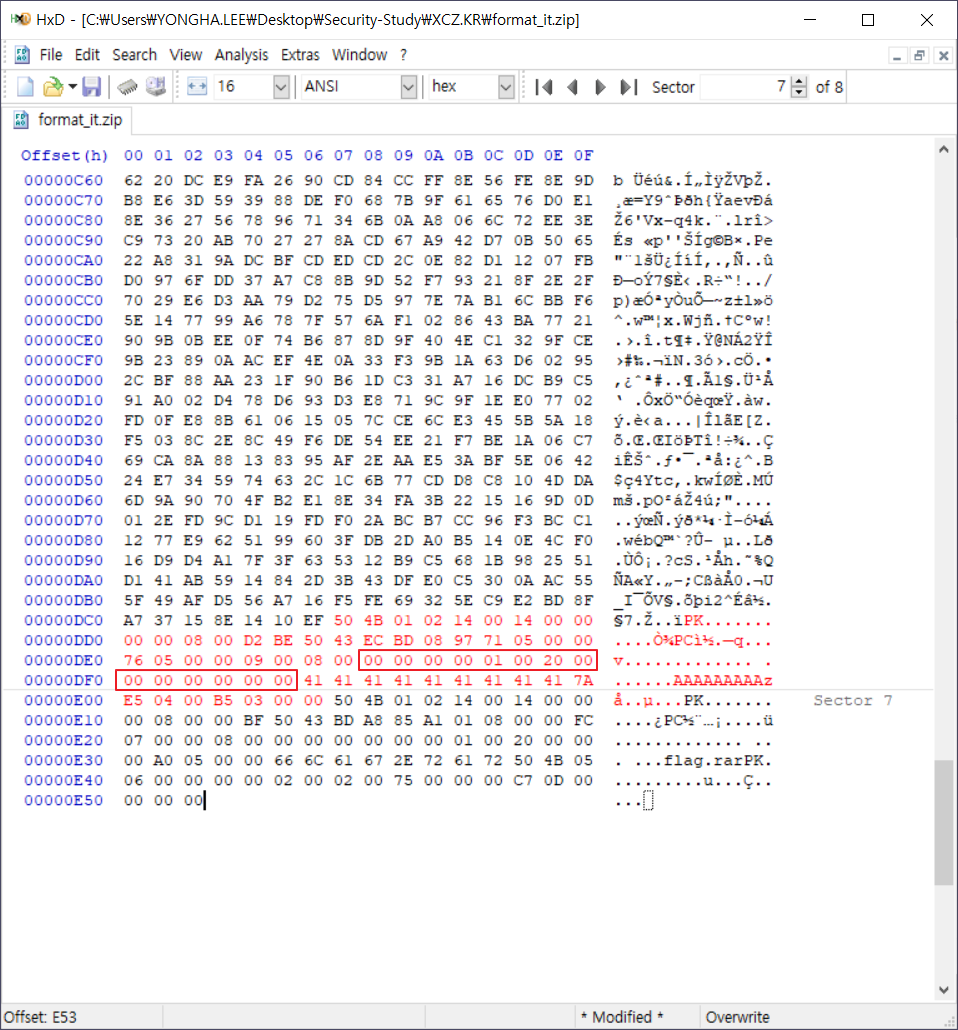 HxD - [C:₩Users₩YONGHA.LEE₩Desktop₩Security-Study₩XCZ.KR₩format_it.zip]
File Edit Search View Analysis Extras Window ?
16 ANSI hex Sector 7 of 8
format_it.zip
Offset(h) 00 01 02 03 04 05 06 07 08 09 0A 0B 0C 0D 0E 0F
00000C60 62 20 DC E9 FA 26 90 CD 84 CC FF 8E 56 FE 8E 9D b Üéú&.Í„ÌÿŽVþŽ.
00000C70 B8 E6 3D 59 39 88 DE F0 68 7B 9F 61 65 76 D0 E1 ¸æ=Y9ˆÞðh{ŸaevÐá
00000C80 8E 36 27 56 78 96 71 34 6B 0A A8 06 6C 72 EE 3E Ž6'Vx–q4k.¨.lrî>
00000C90 C9 73 20 AB 70 27 27 8A CD 67 A9 42 D7 0B 50 65 És «p''ŠÍg©B×.Pe
00000CA0 22 A8 31 9A DC BF CD ED CD 2C 0E 82 D1 12 07 FB "¨1šÜ¿ÍíÍ,.‚Ñ..û
00000CB0 D0 97 6F DD 37 A7 C8 8B 9D 52 F7 93 21 8F 2E 2F Ð—oÝ7§È‹.R÷“!../
00000CC0 70 29 E6 D3 AA 79 D2 75 D5 97 7E 7A B1 6C BB F6 p)æÓªyÒuÕ—~z±l»ö
00000CD0 5E 14 77 99 A6 78 7F 57 6A F1 02 86 43 BA 77 21 ^.w™¦x.Wjñ.†Cºw!
00000CE0 90 9B 0B EE 0F 74 B6 87 8D 9F 40 4E C1 32 9F CE .›.î.t¶‡.Ÿ@NÁ2ŸÎ
00000CF0 9B 23 89 0A AC EF 4E 0A 33 F3 9B 1A 63 D6 02 95 ›#‰.¬ïN.3ó›.cÖ.•
00000D00 2C BF 88 AA 23 1F 90 B6 1D C3 31 A7 16 DC B9 C5 ,¿ˆª#..¶.Ã1§.Ü¹Å
00000D10 91 A0 02 D4 78 D6 93 D3 E8 71 9C 9F 1E E0 77 02 ‘ .ÔxÖ“ÓèqœŸ.àw.
00000D20 FD 0F E8 8B 61 06 15 05 7C CE 6C E3 45 5B 5A 18 ý.è‹a...|ÎlãE[Z.
00000D30 F5 03 8C 2E 8C 49 F6 DE 54 EE 21 F7 BE 1A 06 C7 õ.Œ.ŒIöÞTî!÷¾..Ç
00000D40 69 CA 8A 88 13 83 95 AF 2E AA E5 3A BF 5E 06 42 iÊŠˆ.ƒ•¯.ªå:¿^.B
00000D50 24 E7 34 59 74 63 2C 1C 6B 77 CD D8 C8 10 4D DA $ç4Ytc,.kwÍØÈ.MÚ
00000D60 6D 9A 90 70 4F B2 E1 8E 34 FA 3B 22 15 16 9D 0D mš.pO²áŽ4ú;"....
00000D70 01 2E FD 9C D1 19 FD F0 2A BC B7 CC 96 F3 BC C1 ..ýœÑ.ýð*¼·Ì–ó¼Á
00000D80 12 77 E9 62 51 99 60 3F DB 2D A0 B5 14 0E 4C F0 .wébQ™`?Û- µ..Lð
00000D90 16 D9 D4 A1 7F 3F 63 53 12 B9 C5 68 1B 98 25 51 .ÙÔ¡.?cS.¹Åh.˜%Q
00000DA0 D1 41 AB 59 14 84 2D 3B 43 DF E0 C5 30 0A AC 55 ÑA«Y.„-;CßàÅ0.¬U
00000DB0 5F 49 AF D5 56 A7 16 F5 FE 69 32 5E C9 E2 BD 8F _I¯ÕV§.õþi2^Éâ½.
00000DC0 A7 37 15 8E 14 10 EF 50 4B 01 02 14 00 14 00 00 §7.Ž..ïPK.......
00000DD0 00 00 08 00 D2 BE 50 43 EC BD 08 97 71 05 00 00 ....Ò¾PCì½.—q...
00000DE0 76 05 00 00 09 00 08 00 00 00 00 00 01 00 20 00 v............. .
00000DF0 00 00 00 00 00 00 41 41 41 41 41 41 41 41 41 7A ......AAAAAAAAAz
00000E00 E5 04 00 B5 03 00 00 50 4B 01 02 14 00 14 00 00 å..µ...PK....... Sector 7
00000E10 00 08 00 00 BF 50 43 BD A8 85 A1 01 08 00 00 FC ....¿PC½¨…¡....ü
00000E20 07 00 00 08 00 00 00 00 00 00 00 01 00 20 00 00 ............. ..
00000E30 00 A0 05 00 00 66 6C 61 67 2E 72 61 72 50 4B 05 . ...flag.rarPK.
00000E40 06 00 00 00 00 02 00 02 00 75 00 00 00 C7 0D 00 .........u...Ç..
00000E50 00 00 00 ...
Offset: E53 * Modified * Overwrite